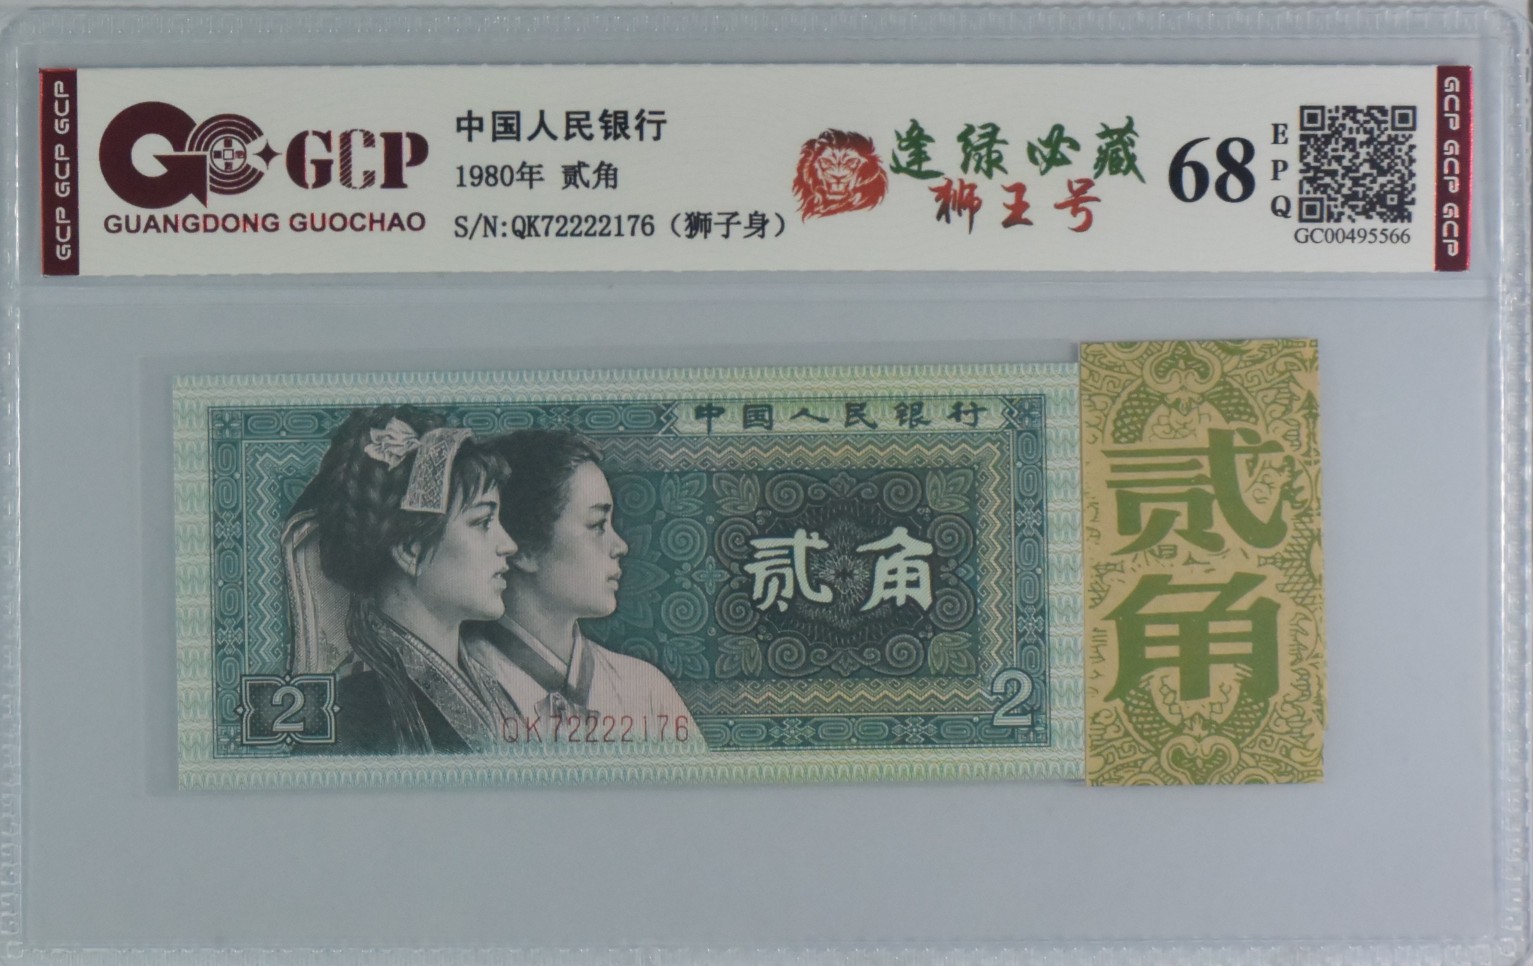 GCP GCP GCP
GCP
GUANGDONG GUOCHAO
中国人民银行
1980年 贰角
S/N:QK72222176（狮子身）
逢绿必藏
狮王号
68
EPQ
GC00495566
GCP GCP GCP
中国人民银行
贰角
2
QK72222176
2
贰角